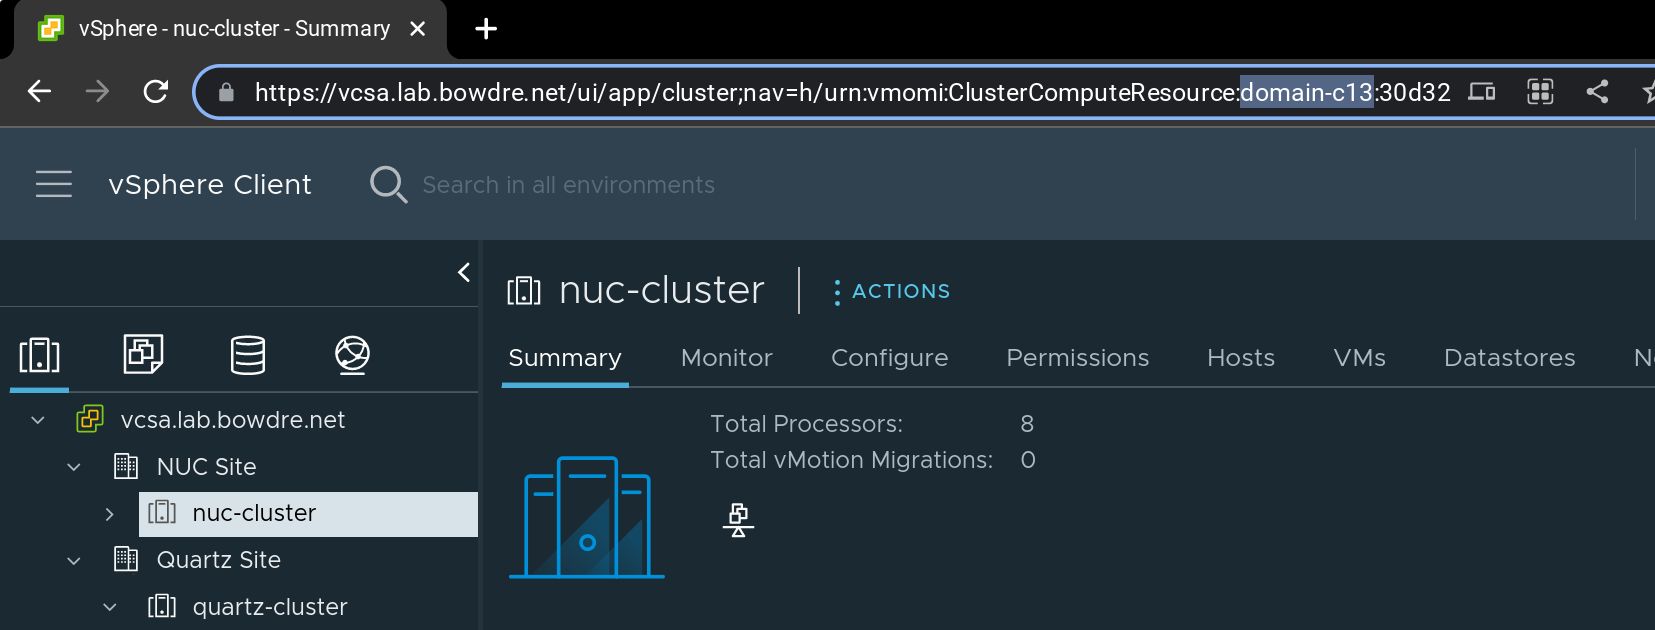 vSphere - nuc-cluster - Summary
https://vcsa.lab.bowdre.net/ui/app/cluster;nav=h/urn:vmomi:ClusterComputeResource:domain-c13:30d32
vSphere Client
Search in all environments
nuc-cluster
ACTIONS
Summary Monitor Configure Permissions Hosts VMs Datastores
vcsa.lab.bowdre.net
NUC Site
nuc-cluster
Quartz Site
quartz-cluster
Total Processors: 8
Total vMotion Migrations: 0